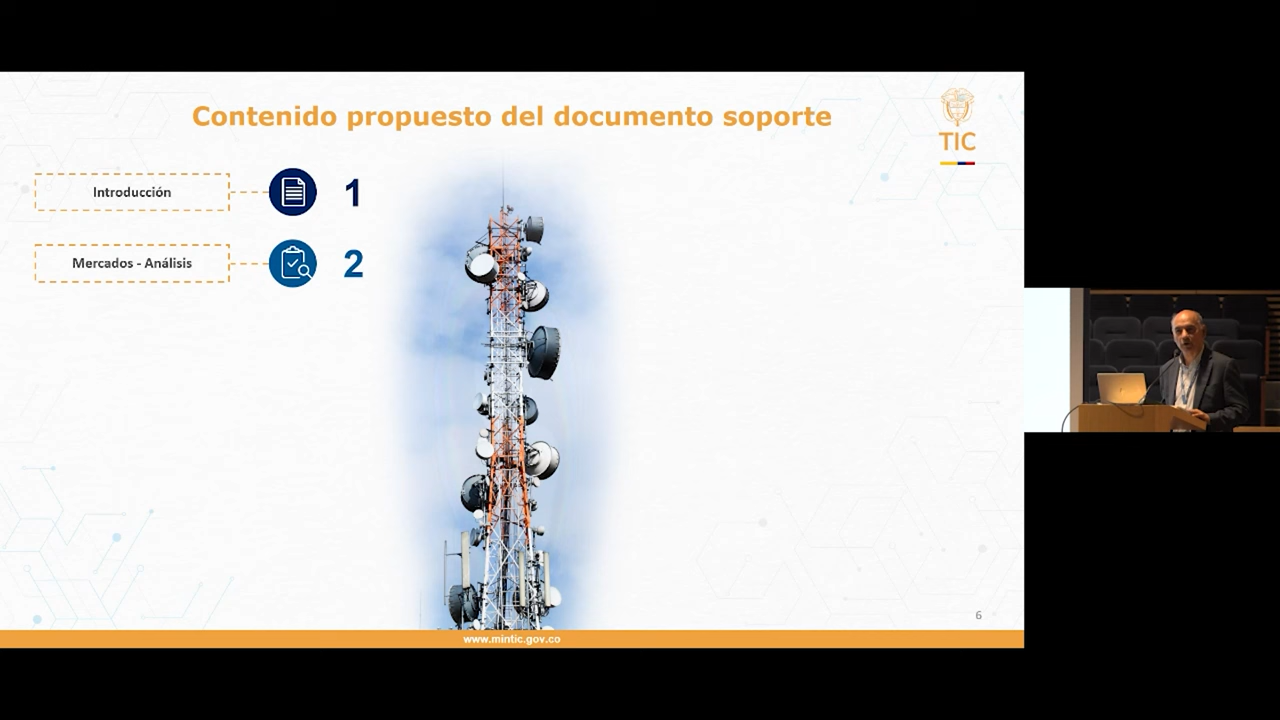 Contenido propuesto del documento soporte
TIC
Introducción
1
Mercados - Análisis
2
6
www.mintic.gov.co